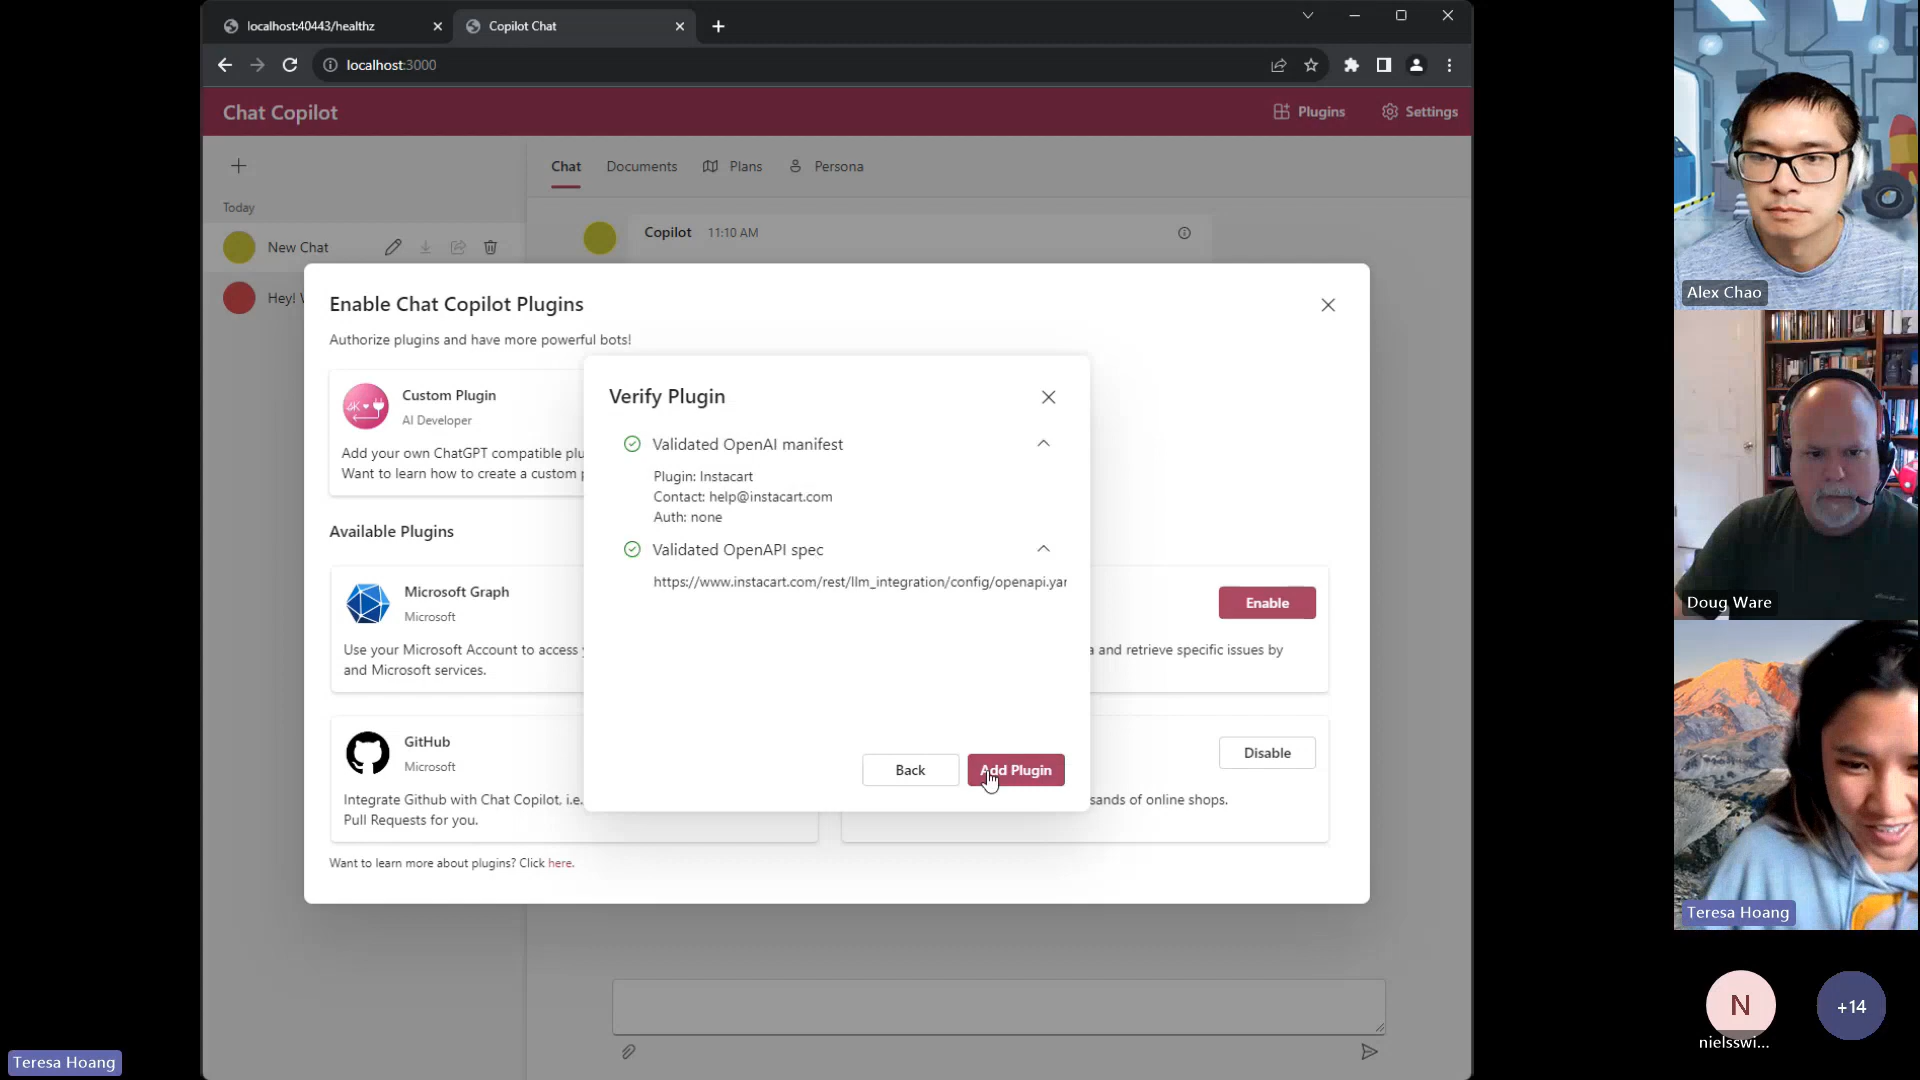 localhost:40443/healthz
Copilot Chat
localhost:3000
Chat Copilot
Plugins
Settings
Chat
Documents
Plans
Persona
Today
New Chat
Copilot 11:10 AM
Hey!
Enable Chat Copilot Plugins
Authorize plugins and have more powerful bots!
Custom Plugin
AI Developer
Add your own ChatGPT compatible
Want to learn how to create a custom
Verify Plugin
Validated OpenAI manifest
Plugin: Instacart
Contact: help@instacart.com
Auth: none
Validated OpenAPI spec
https://www.instacart.com/rest/llm_integration/config/openapi.yar
Back
Add Plugin
Available Plugins
Microsoft Graph
Microsoft
Use your Microsoft Account to access
and Microsoft services.
Enable
and retrieve specific issues by
GitHub
Microsoft
Integrate Github with Chat Copilot, i.e.
Pull Requests for you.
Disable
sands of online shops.
Want to learn more about plugins? Click here.
Alex Chao
Doug Ware
Teresa Hoang
N
nielsswi...
+14
Teresa Hoang